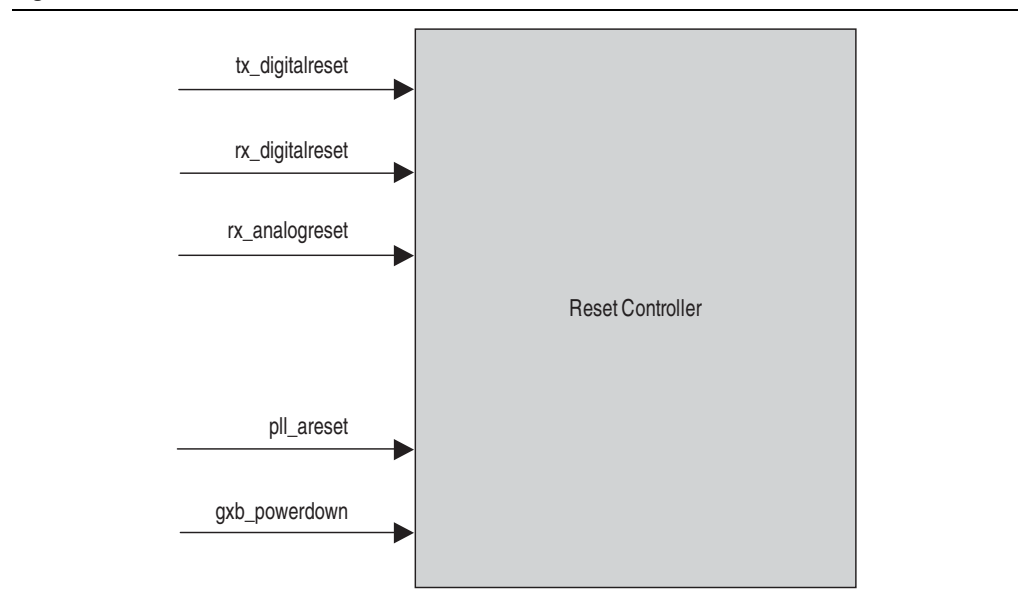 tx_digitalreset
rx_digitalreset
rx_analogreset
Reset Controller
pll_areset
gxb_powerdown